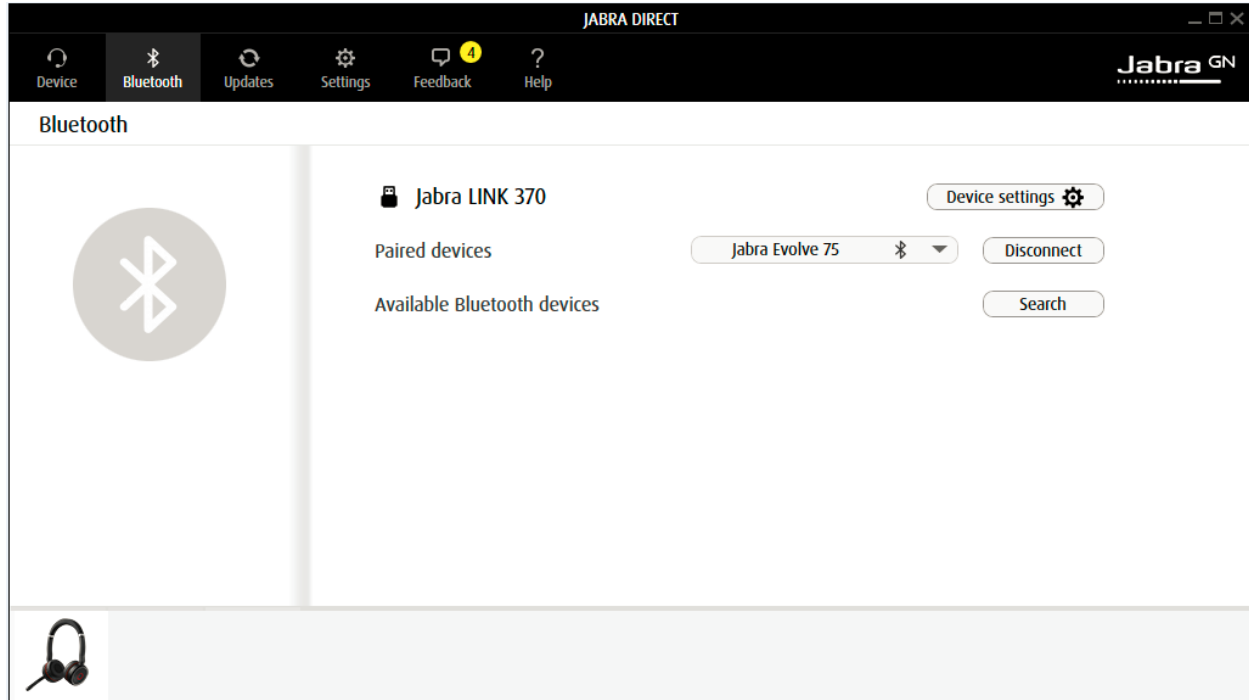 JABRA DIRECT
Device
Bluetooth
Updates
Settings
4
Feedback
?
Help
Jabra GN
Bluetooth
Jabra LINK 370
Device settings
Paired devices
Jabra Evolve 75
Disconnect
Available Bluetooth devices
Search